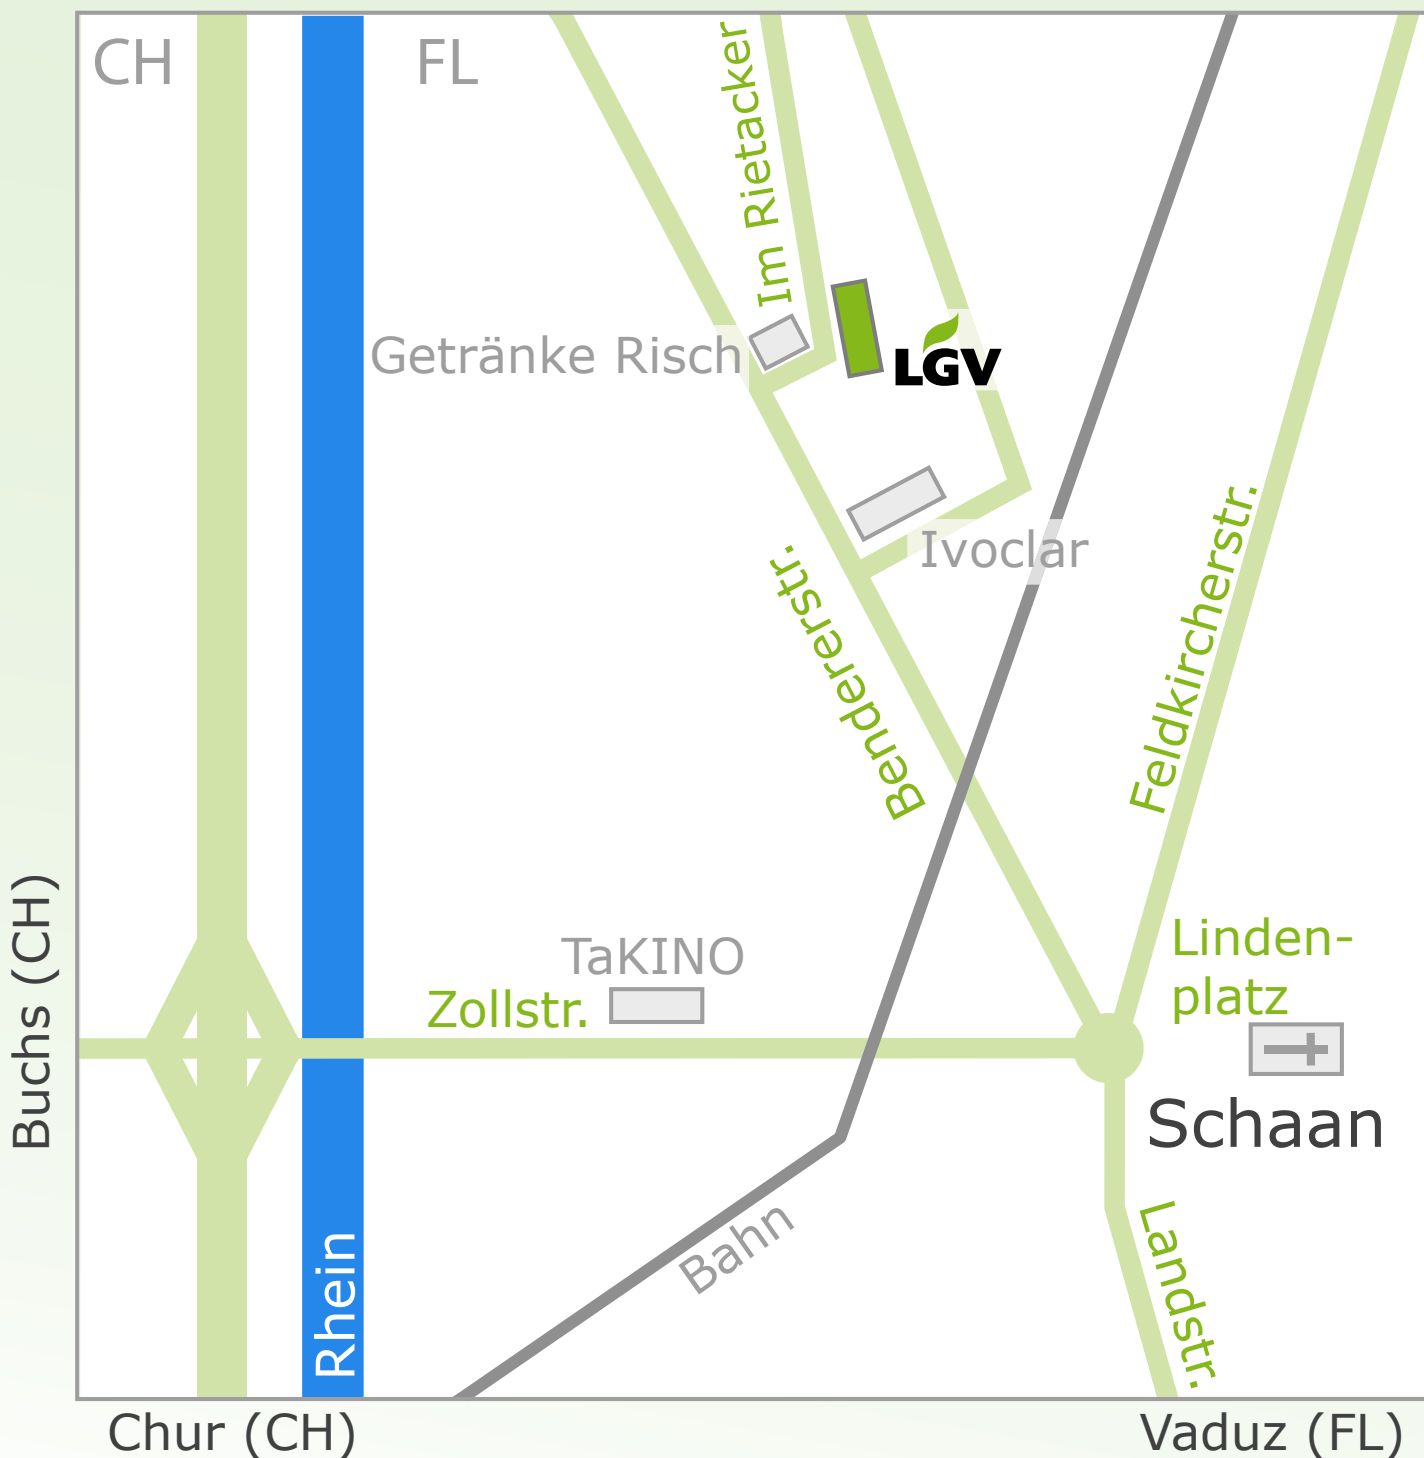 CH
FL
Im Rietacker
Getränke Risch
LGV
Ivoclar
Bendererstr.
Feldkircherstr.
Buchs (CH)
TaKINO
Zollstr.
Linden-
platz
Schaan
Rhein
Bahn
Landstr.
Chur (CH)
Vaduz (FL)